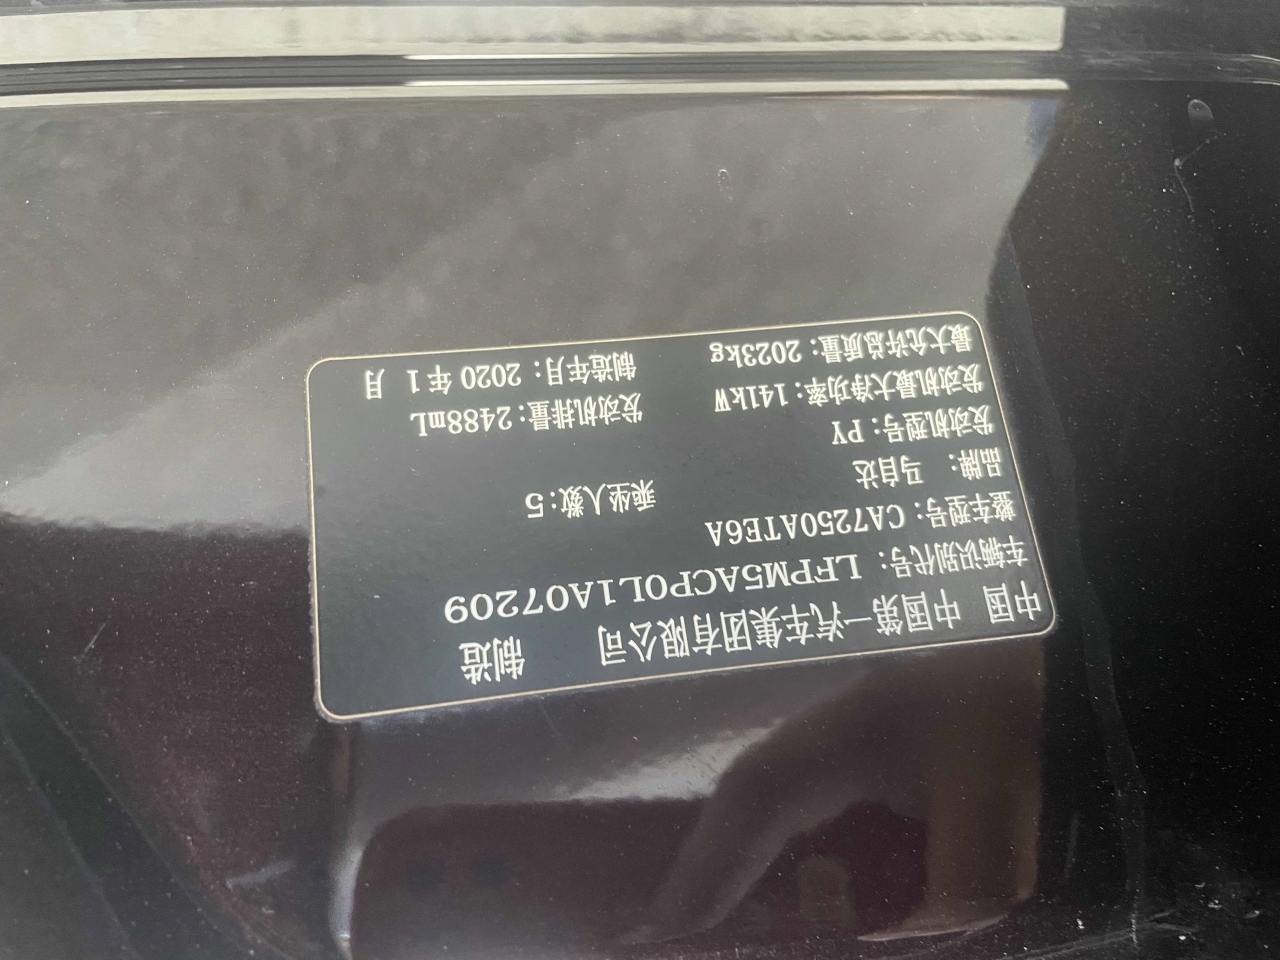 中国 中国第一汽车集团有限公司 制造
车辆识别代号: LFPM5ACP0L1A07209
整车型号: CA7250ATE6A
品牌: 马自达 乘坐人数:5
发动机型号: PY
发动机最大净功率: 141kW 发动机排量: 2488mL
最大允许总质量: 2023kg 制造年月: 2020 年 1 月